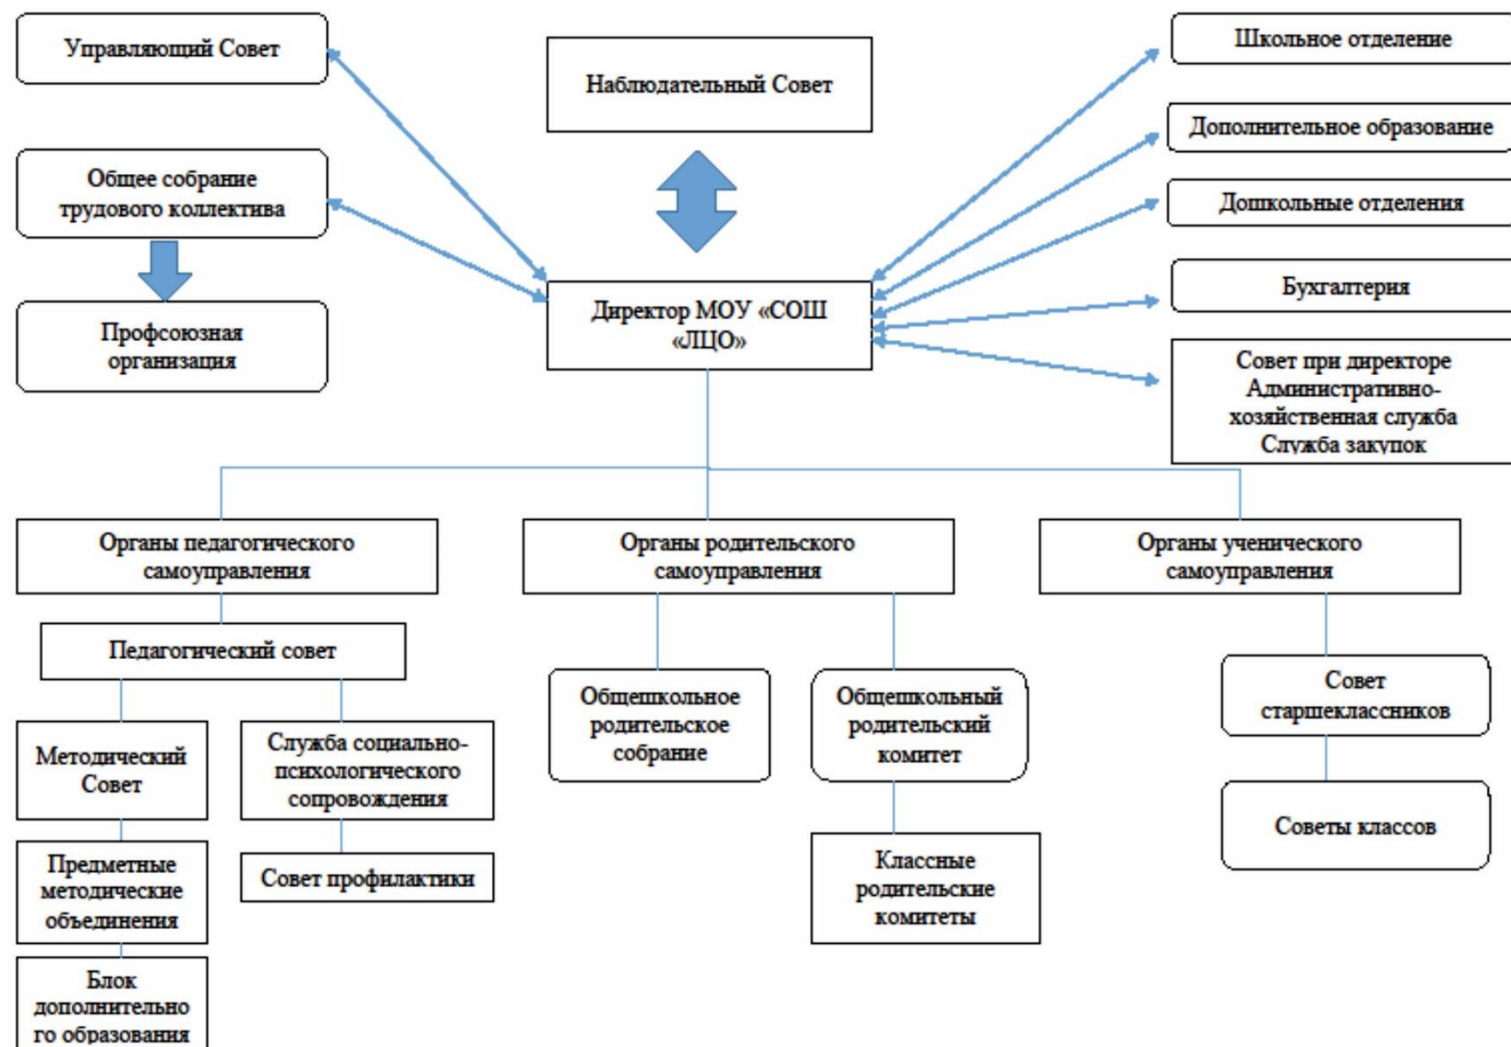 Управляющий Совет
Наблюдательный Совет
Школьное отделение
Дополнительное образование
Общее собрание
трудового коллектива
Дошкольные отделения
Бухгалтерия
Директор МОУ «СОШ
«ЛЦО»
Профсоюзная
организация
Совет при директоре
Административно-
хозяйственная служба
Служба закупок
Органы педагогического
самоуправления
Органы родительского
самоуправления
Органы ученического
самоуправления
Педагогический совет
Методический
Совет
Служба социально-
психологического
сопровождения
Общешкольное
родительское
собрание
Общешкольный
родительский
комитет
Совет
старшеклассников
Предметные
методические
объединения
Совет профилактики
Классные
родительские
комитеты
Советы классов
Блок
дополнительно
го образования